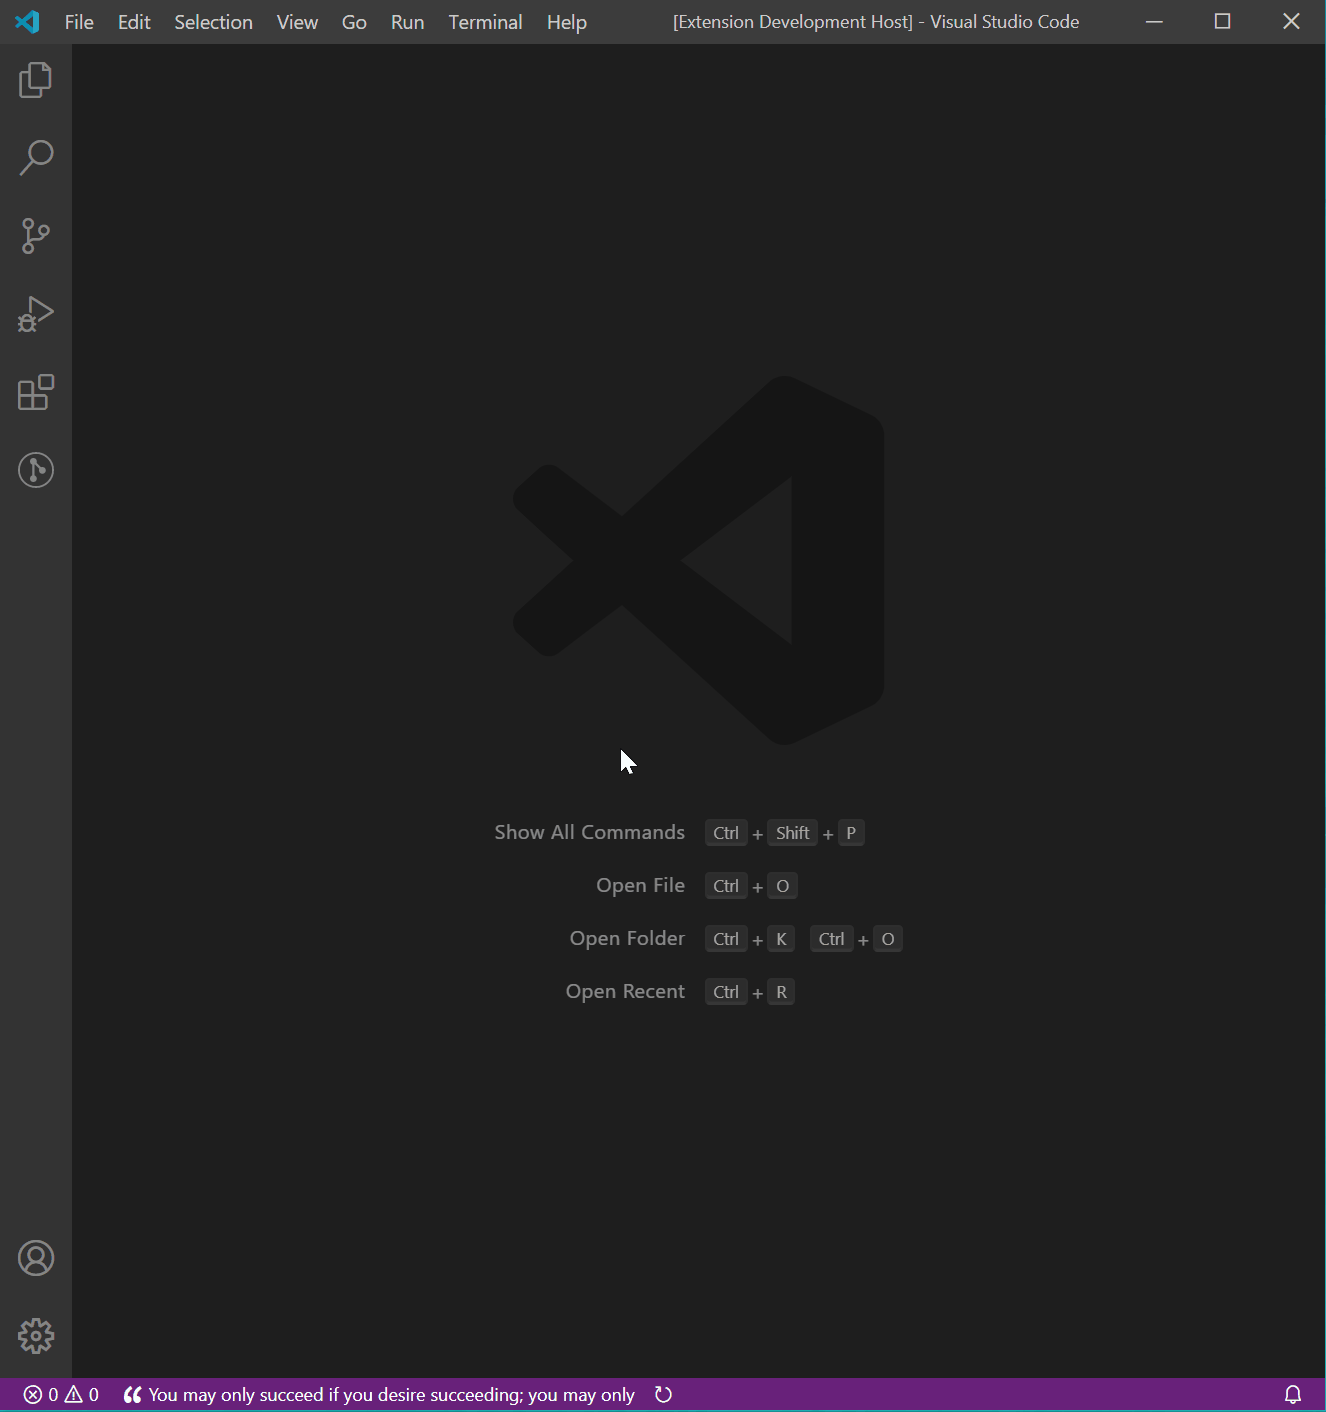 File Edit Selection View Go Run Terminal Help [Extension Development Host] - Visual Studio Code
Show All Commands Ctrl + Shift + P
Open File Ctrl + O
Open Folder Ctrl + K Ctrl + O
Open Recent Ctrl + R
0 0 “ You may only succeed if you desire succeeding; you may only